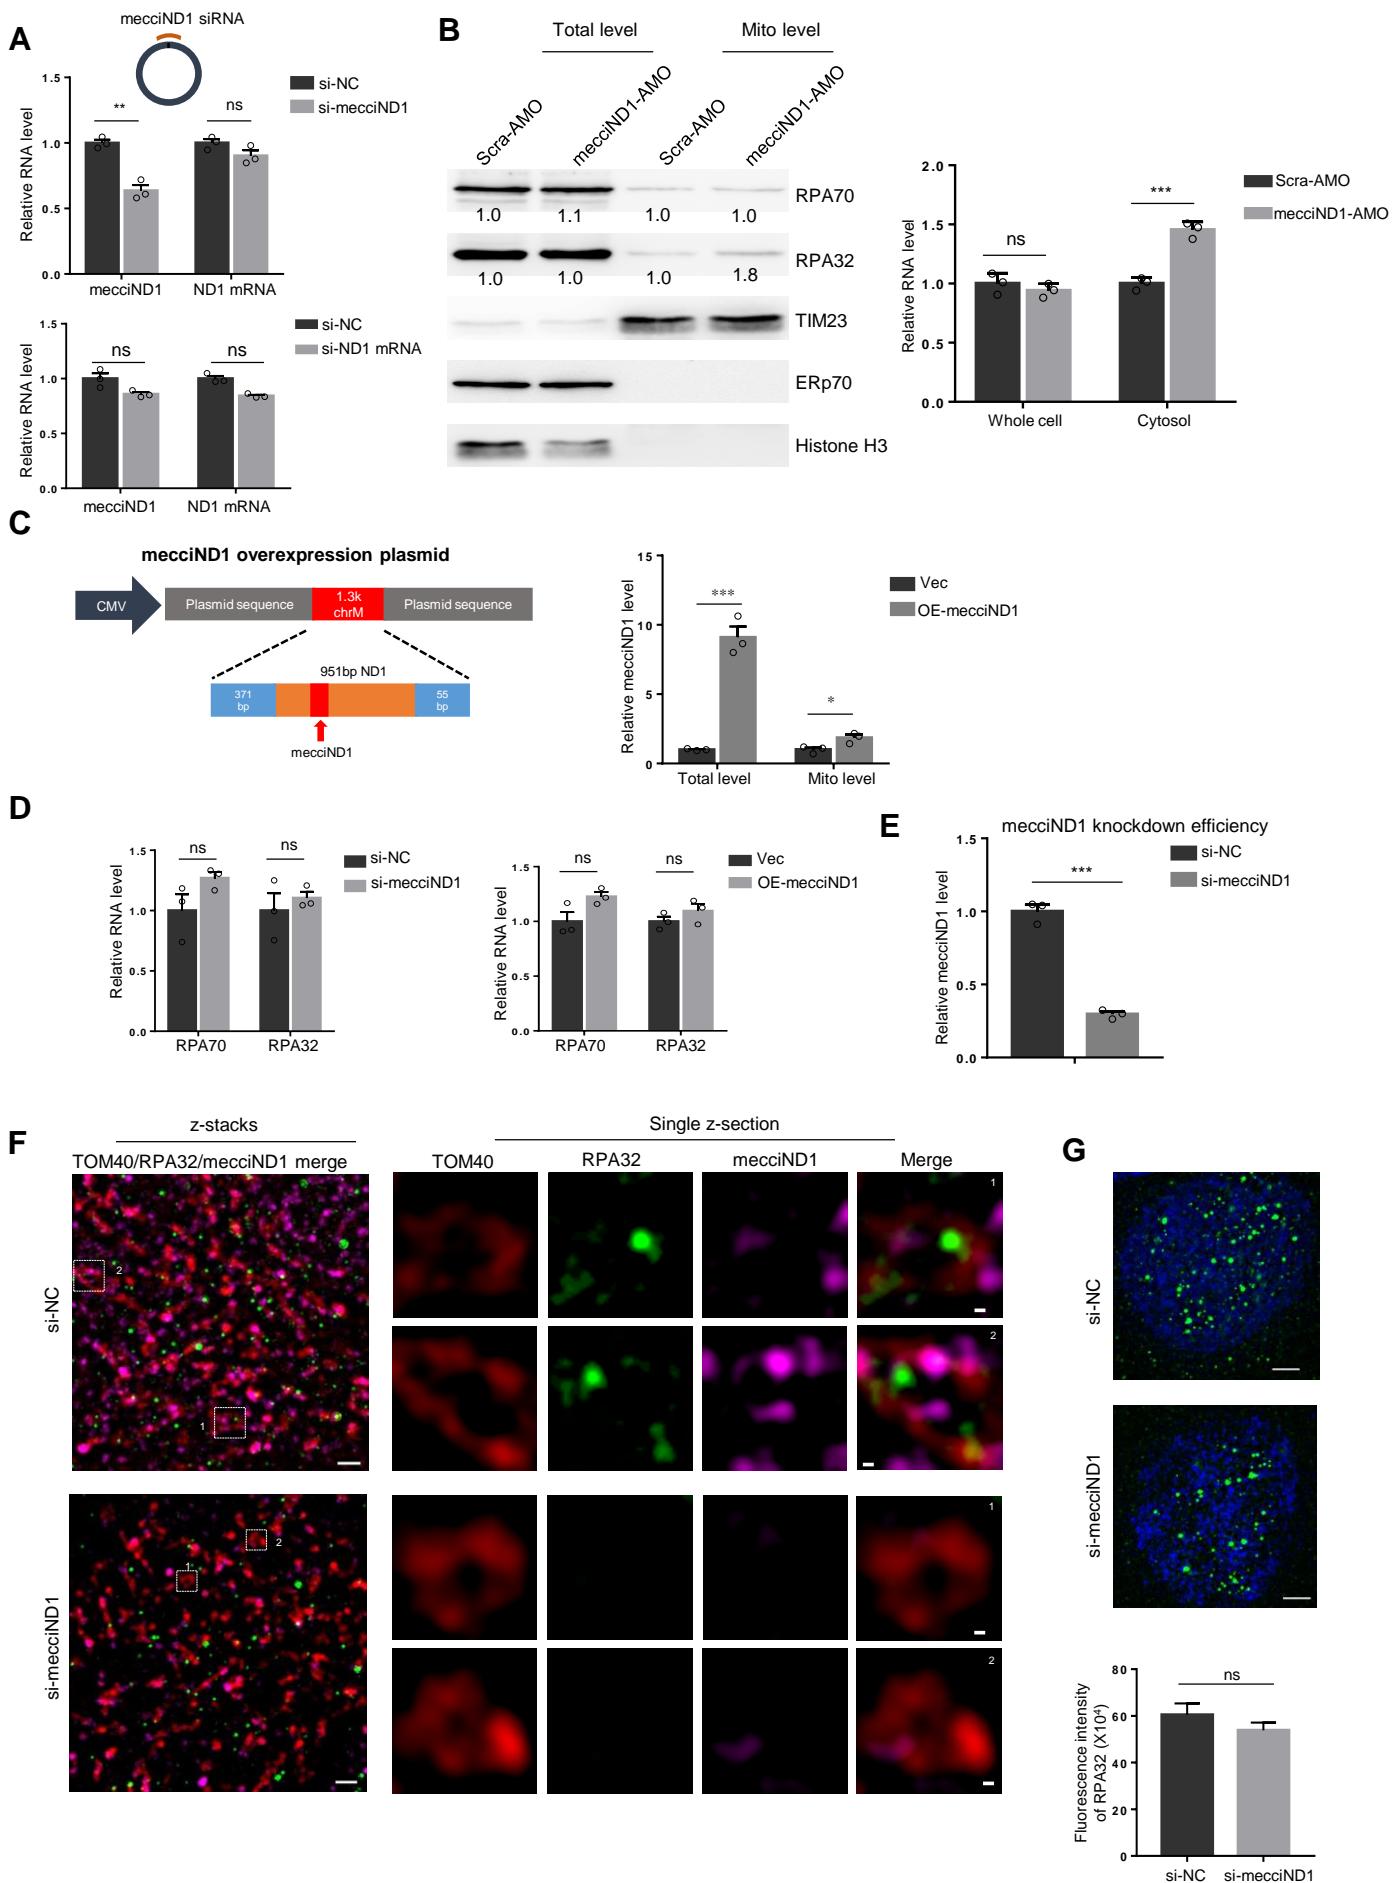 A
mecciND1 siRNA
Relative RNA level
1.5
1.0
0.5
0.0
**
ns
si-NC
si-mecciND1
mecciND1
ND1 mRNA
Relative RNA level
1.5
1.0
0.5
0.0
ns
ns
si-NC
si-ND1 mRNA
mecciND1
ND1 mRNA
B
Total level
Mito level
Scra-AMO
mecciND1-AMO
Scra-AMO
mecciND1-AMO
RPA70
1.0 1.1 1.0 1.0
RPA32
1.0 1.0 1.0 1.8
TIM23
ERp70
Histone H3
Relative RNA level
2.0
1.5
1.0
0.5
0.0
ns
***
Scra-AMO
mecciND1-AMO
Whole cell
Cytosol
C
mecciND1 overexpression plasmid
CMV
Plasmid sequence
1.3k
chrM
Plasmid sequence
951bp ND1
371
bp
55
bp
mecciND1
Relative mecciND1 level
15
10
5
0
***
*
Vec
OE-mecciND1
Total level
Mito level
D
Relative RNA level
1.5
1.0
0.5
0.0
ns
ns
si-NC
si-mecciND1
RPA70
RPA32
Relative RNA level
1.5
1.0
0.5
0.0
ns
ns
Vec
OE-mecciND1
RPA70
RPA32
E
mecciND1 knockdown efficiency
Relative mecciND1 level
1.5
1.0
0.5
0.0
***
si-NC
si-mecciND1
F
z-stacks
Single z-section
TOM40/RPA32/mecciND1 merge
TOM40
RPA32
mecciND1
Merge
si-NC
2
1
1
2
si-mecciND1
2
1
1
2
G
si-NC
si-mecciND1
Fluorescence intensity
of RPA32 (X10⁴)
80
60
40
20
0
ns
si-NC
si-mecciND1